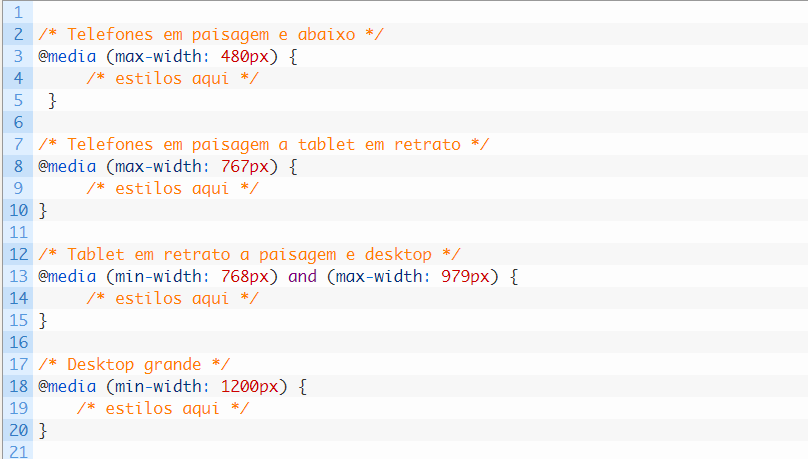 1
2 /* Telefones em paisagem e abaixo */
3 @media (max-width: 480px) {
4 /* estilos aqui */
5 }
6
7 /* Telefones em paisagem a tablet em retrato */
8 @media (max-width: 767px) {
9 /* estilos aqui */
10 }
11
12 /* Tablet em retrato a paisagem e desktop */
13 @media (min-width: 768px) and (max-width: 979px) {
14 /* estilos aqui */
15 }
16
17 /* Desktop grande */
18 @media (min-width: 1200px) {
19 /* estilos aqui */
20 }
21